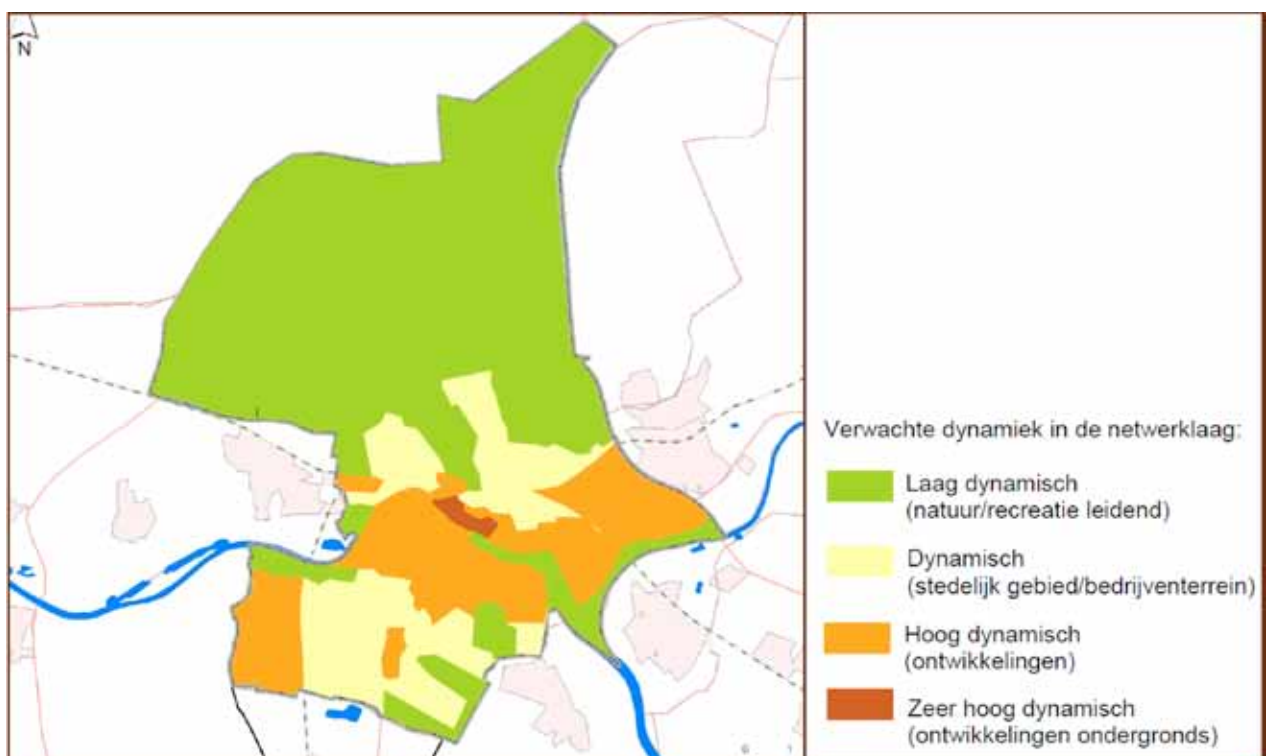 N
Verwachte dynamiek in de netwerklaag:
Laag dynamisch
(natuur/recreatie leidend)
Dynamisch
(stedelijk gebied/bedrijventerrein)
Hoog dynamisch
(ontwikkelingen)
Zeer hoog dynamisch
(ontwikkelingen ondergronds)